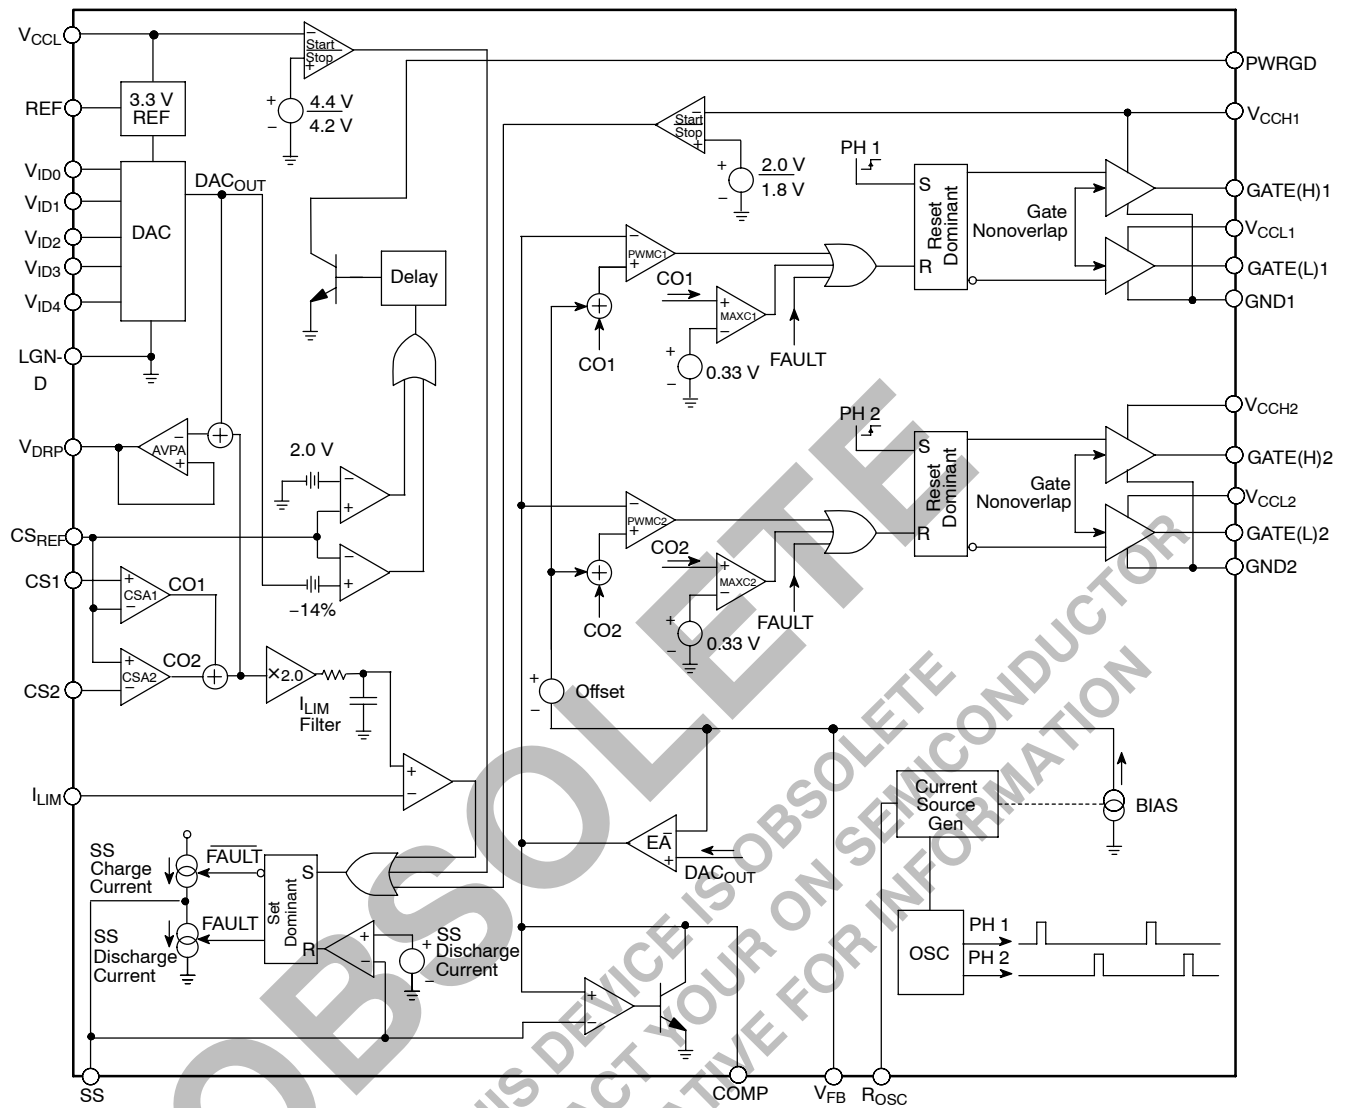 VCCL
Start
Stop
PWRGD
REF
3.3 V
REF
+
−
4.4 V
4.2 V
Start
Stop
VCCH1
VID0
VID1
VID2
VID3
VID4
DAC
DACOUT
+
−
2.0 V
1.8 V
PH 1
S
R
Reset
Dominant
Gate
Nonoverlap
GATE(H)1
VCCL1
GATE(L)1
GND1
Delay
PWMC1
CO1
CO1
MAXC1
0.33 V
FAULT
LGN-
D
VDRP
AVPA
2.0 V
PH 2
S
R
Reset
Dominant
Gate
Nonoverlap
VCCH2
GATE(H)2
VCCL2
GATE(L)2
GND2
PWMC2
CO2
CO2
MAXC2
0.33 V
FAULT
CSREF
CS1
CSA1
CO1
−14%
CS2
CSA2
CO2
×2.0
ILIM
Filter
+
−
Offset
ILIM
EA
DACOUT
Current
Source
Gen
BIAS
SS
Charge
Current
FAULT
S
Set
Dominant
R
FAULT
SS
Discharge
Current
SS
Discharge
Current
OSC
PH 1
PH 2
SS
COMP
VFB
ROSC
OBSOLETE
THIS DEVICE IS OBSOLETE
CONTACT YOUR ON SEMICONDUCTOR
REPRESENTATIVE FOR INFORMATION